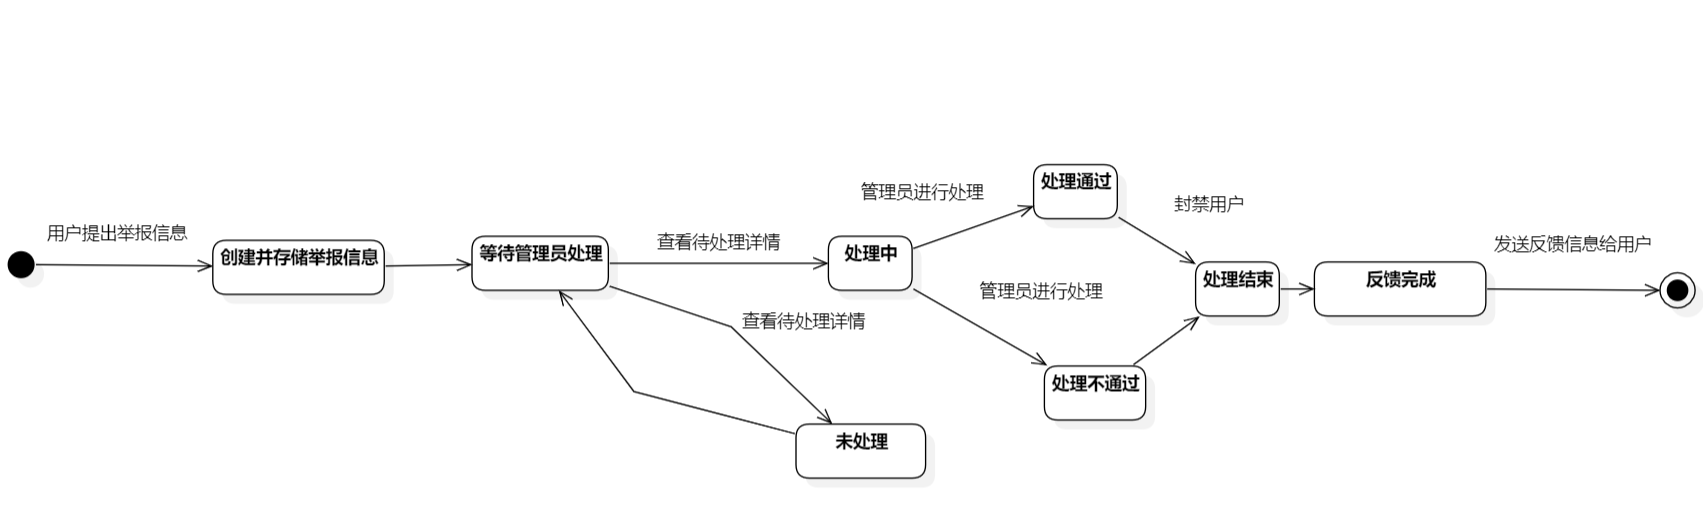 用户提出举报信息
创建并存储举报信息
等待管理员处理
查看待处理详情
查看待处理详情
未处理
处理中
管理员进行处理
管理员进行处理
处理通过
处理不通过
封禁用户
处理结束
反馈完成
发送反馈信息给用户